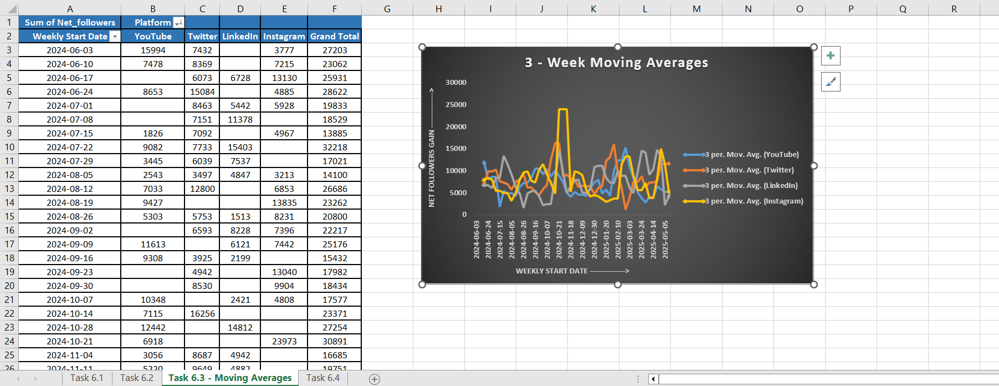 A B C D E F G H I J K L M N O P Q R
1 Sum of Net_followers Platform
2 Weekly Start Date YouTube Twitter LinkedIn Instagram Grand Total
3 2024-06-03 15994 7432 3777 27203
4 2024-06-10 7478 8369 7215 23062
5 2024-06-17 6073 6728 13130 25931
6 2024-06-24 8653 15084 4885 28622
7 2024-07-01 8463 5442 5928 19833
8 2024-07-08 7151 11378 18529
9 2024-07-15 1826 7092 4967 13885
10 2024-07-22 9082 7733 15403 32218
11 2024-07-29 3445 6039 7537 17021
12 2024-08-05 2543 3497 4847 3213 14100
13 2024-08-12 7033 12800 6853 26686
14 2024-08-19 9427 13835 23262
15 2024-08-26 5303 5753 1513 8231 20800
16 2024-09-02 6593 8228 7396 22217
17 2024-09-09 11613 6121 7442 25176
18 2024-09-16 9308 3925 2199 15432
19 2024-09-23 4942 13040 17982
20 2024-09-30 8530 9904 18434
21 2024-10-07 10348 2421 4808 17577
22 2024-10-14 7115 16256 23371
23 2024-10-28 12442 14812 27254
24 2024-10-21 6918 23973 30891
25 2024-11-04 3056 8687 4942 16685
26 2024-11-11 5220 9649 4882 19751
3 - Week Moving Averages
NET FOLLOWERS GAIN -------------->
30000
25000
20000
15000
10000
5000
0
2024-06-03
2024-06-24
2024-07-15
2024-08-05
2024-08-26
2024-09-16
2024-10-07
2024-10-21
2024-11-18
2024-12-09
2024-12-30
2025-01-20
2025-02-10
2025-03-03
2025-03-24
2025-04-14
2025-05-05
WEEKLY START DATE -------------->
3 per. Mov. Avg. (YouTube)
3 per. Mov. Avg. (Twitter)
3 per. Mov. Avg. (LinkedIn)
3 per. Mov. Avg. (Instagram)
Task 6.1 Task 6.2 Task 6.3 - Moving Averages Task 6.4